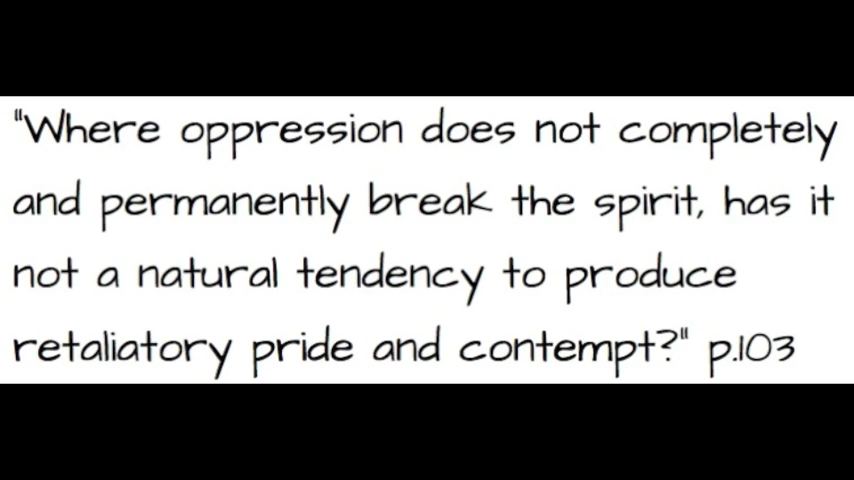 "Where oppression does not completely
and permanently break the spirit, has it
not a natural tendency to produce
retaliatory pride and contempt?" p.103